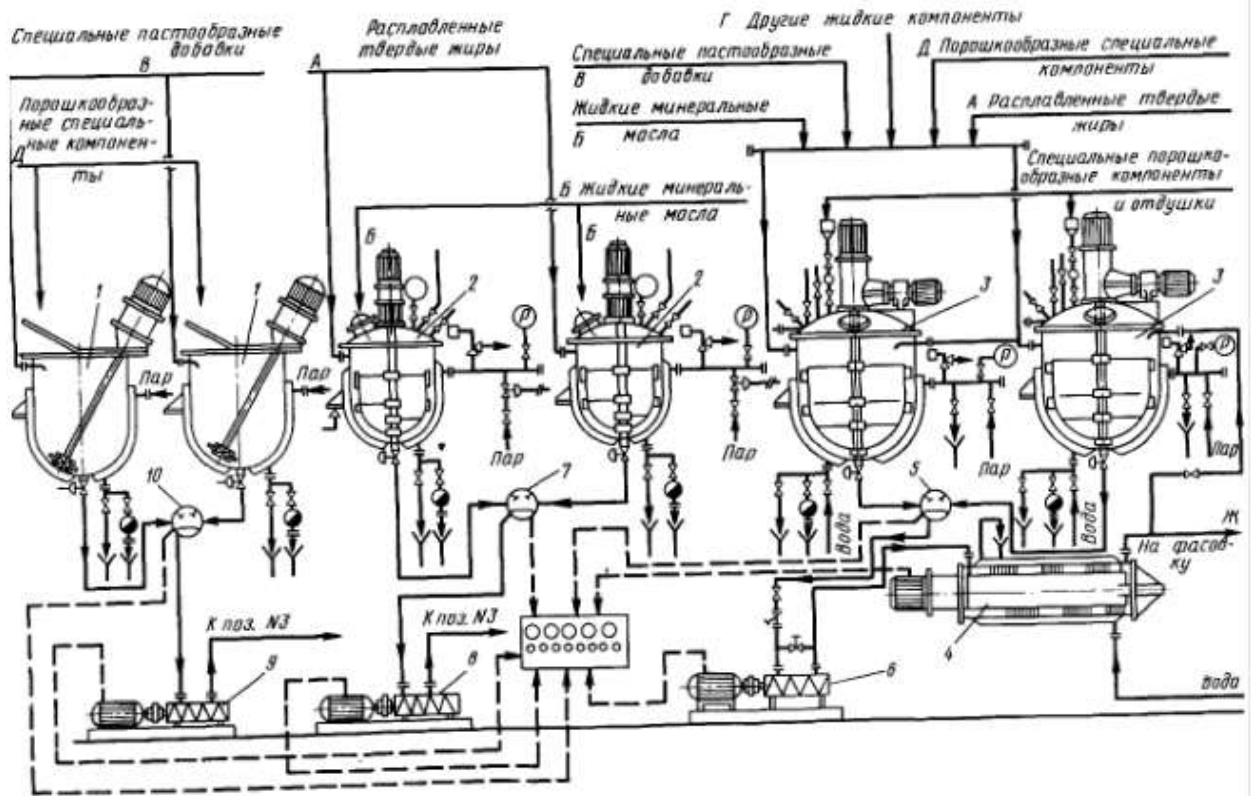 Специальные пастообразные
добавки
В
Порошкообраз-
ные специаль-
ные компонен-
ты
Д
Расплавленные
твердые жиры
А
Г Другие жидкие компоненты
Специальные пастообразные
В добавки
Жидкие минеральные
Б масла
Д Порошкообразные специальные
компоненты
А Расплавленные твердые
жиры
Специальные порошко-
образные компоненты
и отдушки
Б Жидкие минераль-
ные масла
Б
Б
1
1
2
2
3
3
Р
Р
Р
Р
Пар
Пар
Пар
Пар
Пар
Пар
10
7
5
Вода
Вода
Ж
На фасов-
ку
4
К поз. N3
К поз. N3
9
8
6
Вода